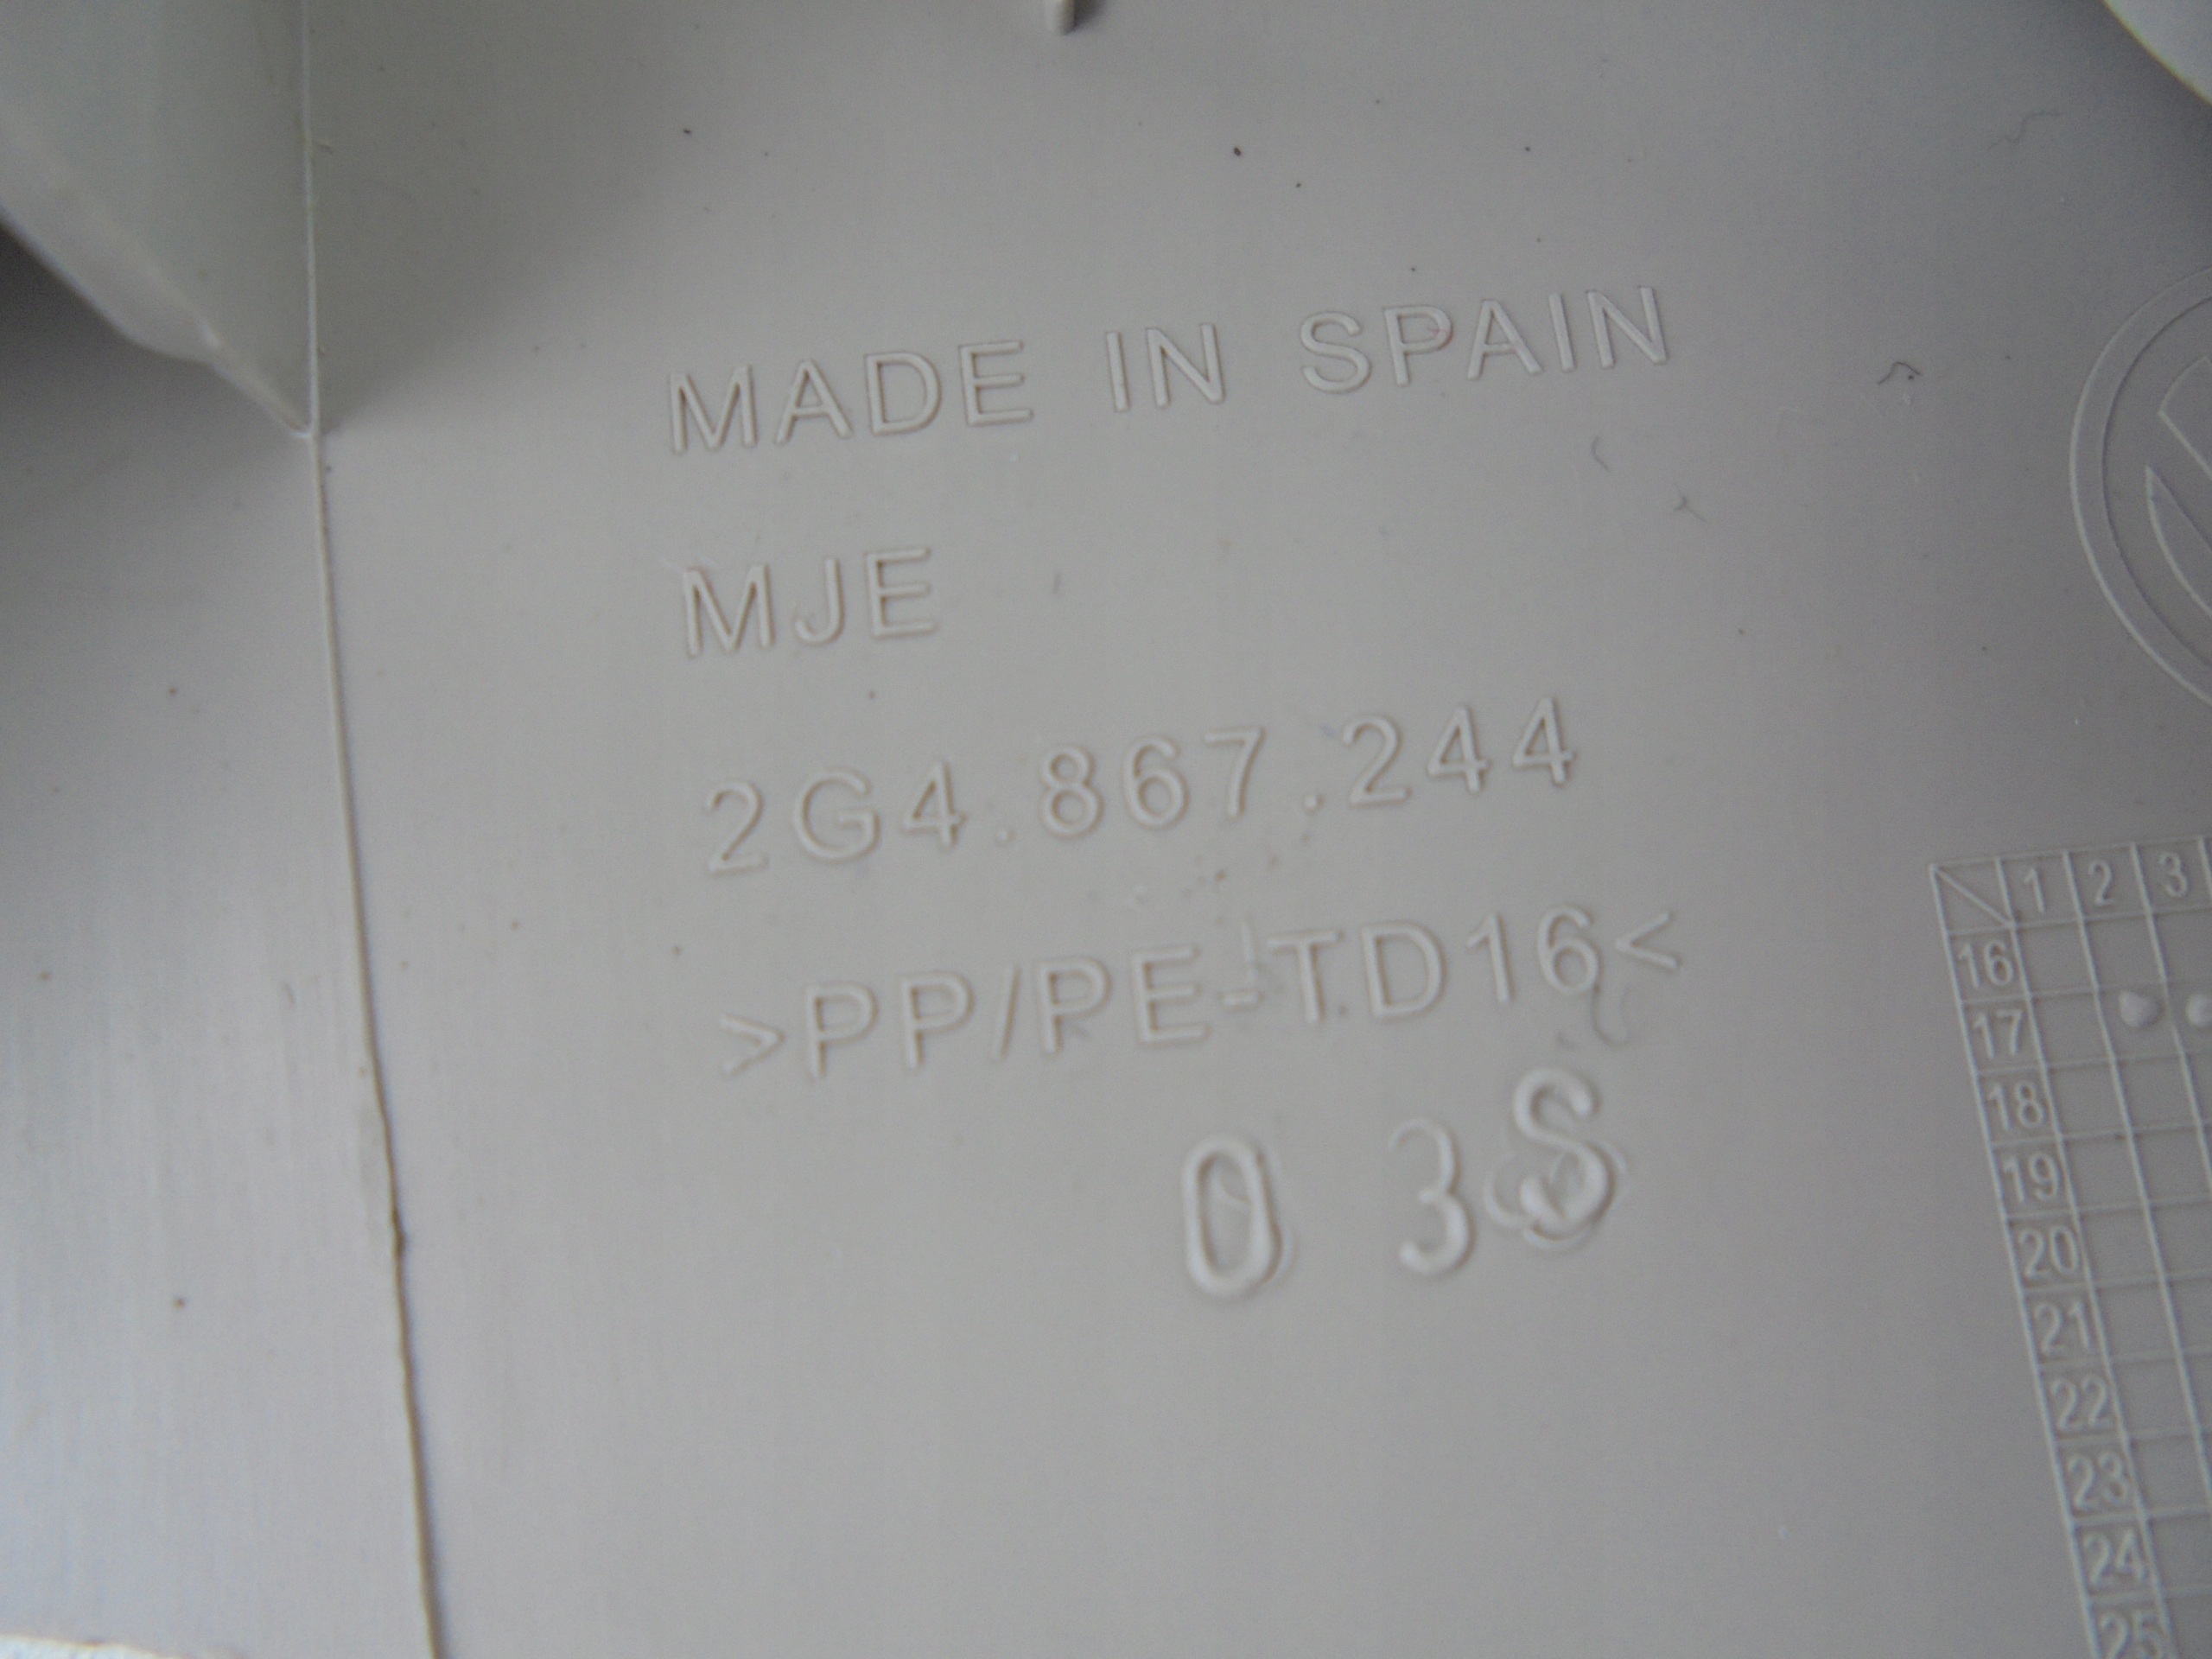 MADE IN SPAIN
MJE
2G4.867.244
>PP/PE-TD16<
0 3S
1 2 3
16
17
18
19
20
21
22
23
24
25